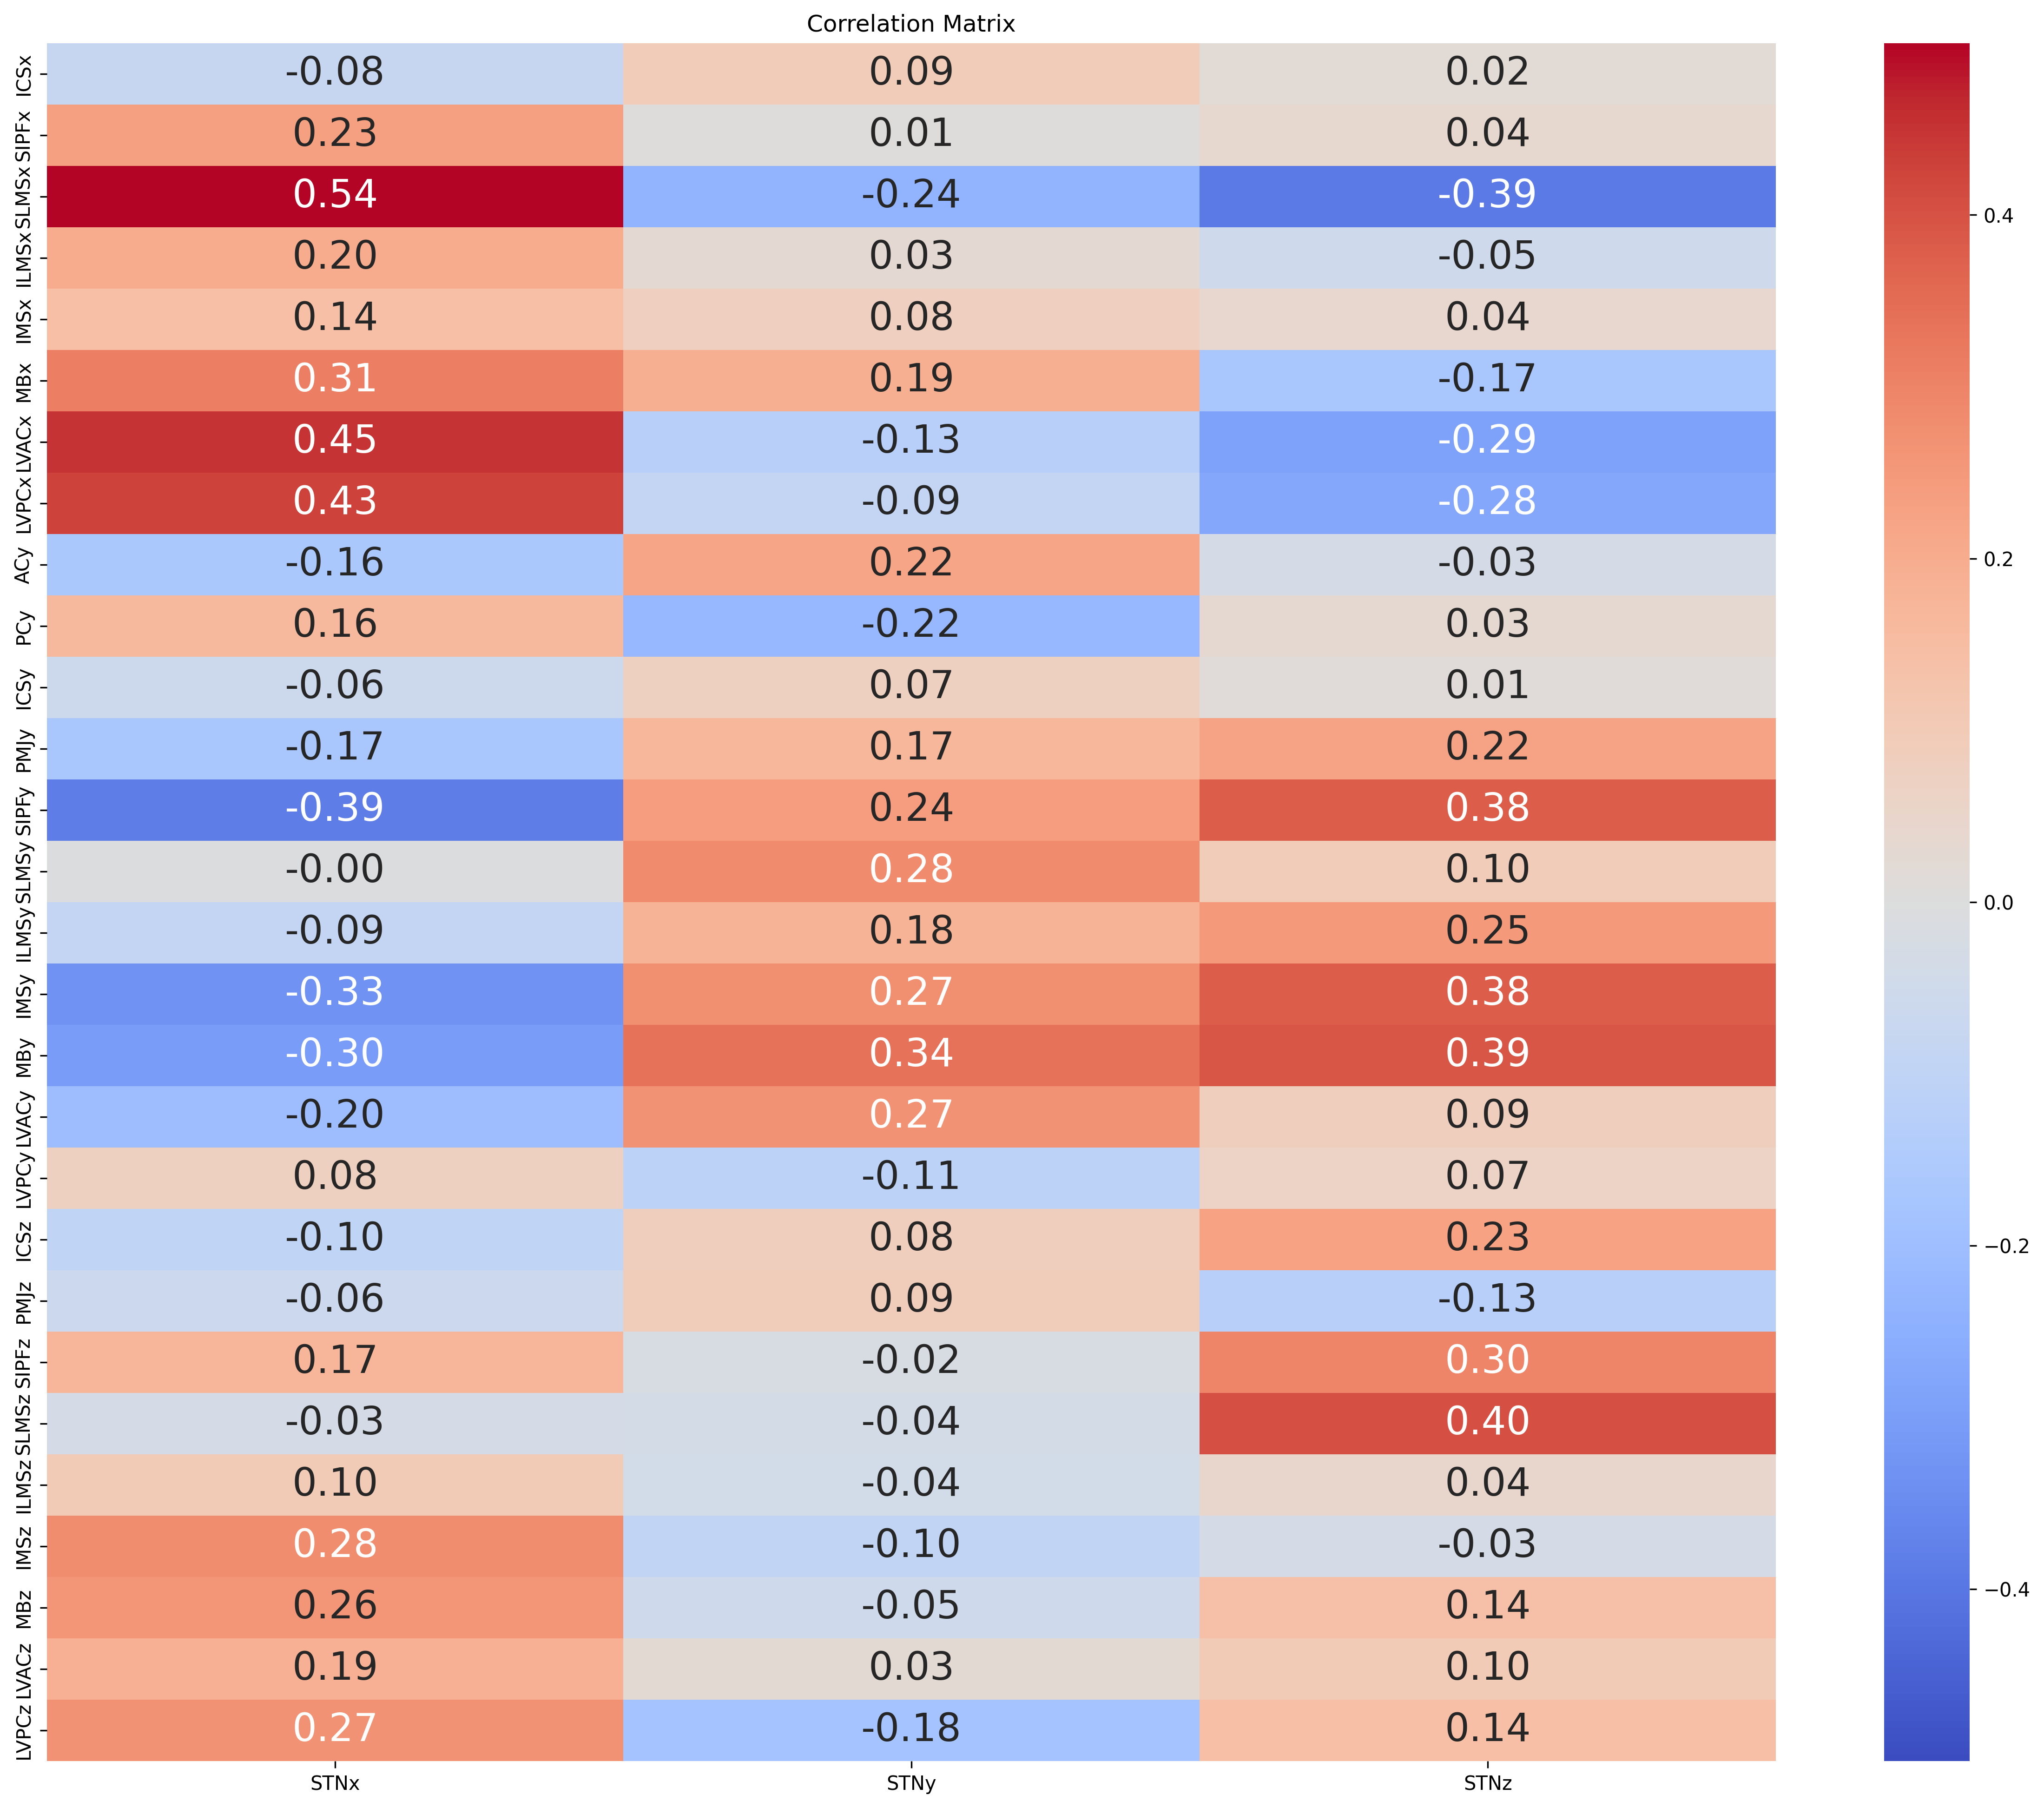 Correlation Matrix
ICSx -0.08 0.09 0.02
SIPFx 0.23 0.01 0.04
SLMSx 0.54 -0.24 -0.39
ILMSx 0.20 0.03 -0.05
IMSx 0.14 0.08 0.04
MBx 0.31 0.19 -0.17
LVACx 0.45 -0.13 -0.29
LVPCx 0.43 -0.09 -0.28
ACy -0.16 0.22 -0.03
PCy 0.16 -0.22 0.03
ICSy -0.06 0.07 0.01
PMJy -0.17 0.17 0.22
SIPFy -0.39 0.24 0.38
SLMSy -0.00 0.28 0.10
ILMSy -0.09 0.18 0.25
IMSy -0.33 0.27 0.38
MBy -0.30 0.34 0.39
LVACy -0.20 0.27 0.09
LVPCy 0.08 -0.11 0.07
ICSz -0.10 0.08 0.23
PMJz -0.06 0.09 -0.13
SIPFz 0.17 -0.02 0.30
SLMSz -0.03 -0.04 0.40
ILMSz 0.10 -0.04 0.04
IMSz 0.28 -0.10 -0.03
MBz 0.26 -0.05 0.14
LVACz 0.19 0.03 0.10
LVPCz 0.27 -0.18 0.14
STNx STNy STNz
0.4
0.2
0.0
−0.2
−0.4